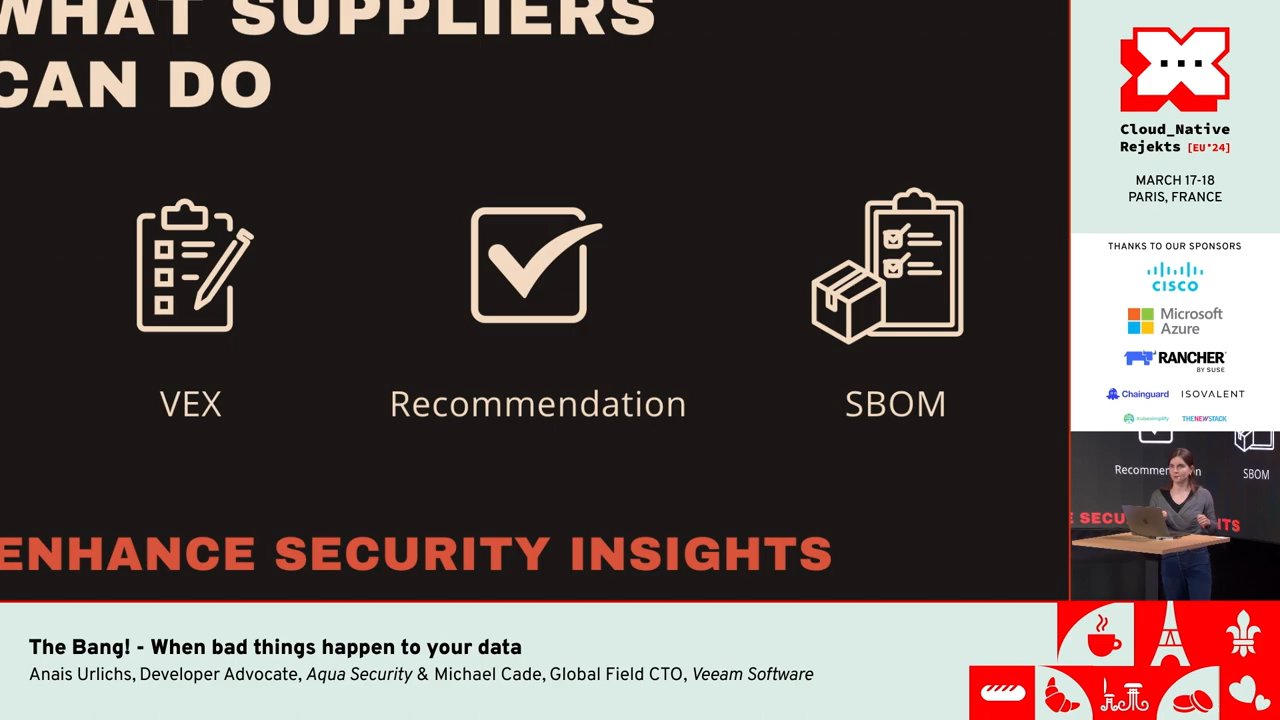 WHAT SUPPLIERS
CAN DO
VEX
Recommendation
SBOM
ENHANCE SECURITY INSIGHTS
Cloud_Native
Rejekts [EU*24]
MARCH 17-18
PARIS, FRANCE
THANKS TO OUR SPONSORS
CISCO
Microsoft
Azure
RANCHER
BY SUSE
Chainguard
ISOVALENT
kubesimplify
THENEWSTACK
SBOM
The Bang! - When bad things happen to your data
Anais Urlichs, Developer Advocate, Aqua Security & Michael Cade, Global Field CTO, Veeam Software